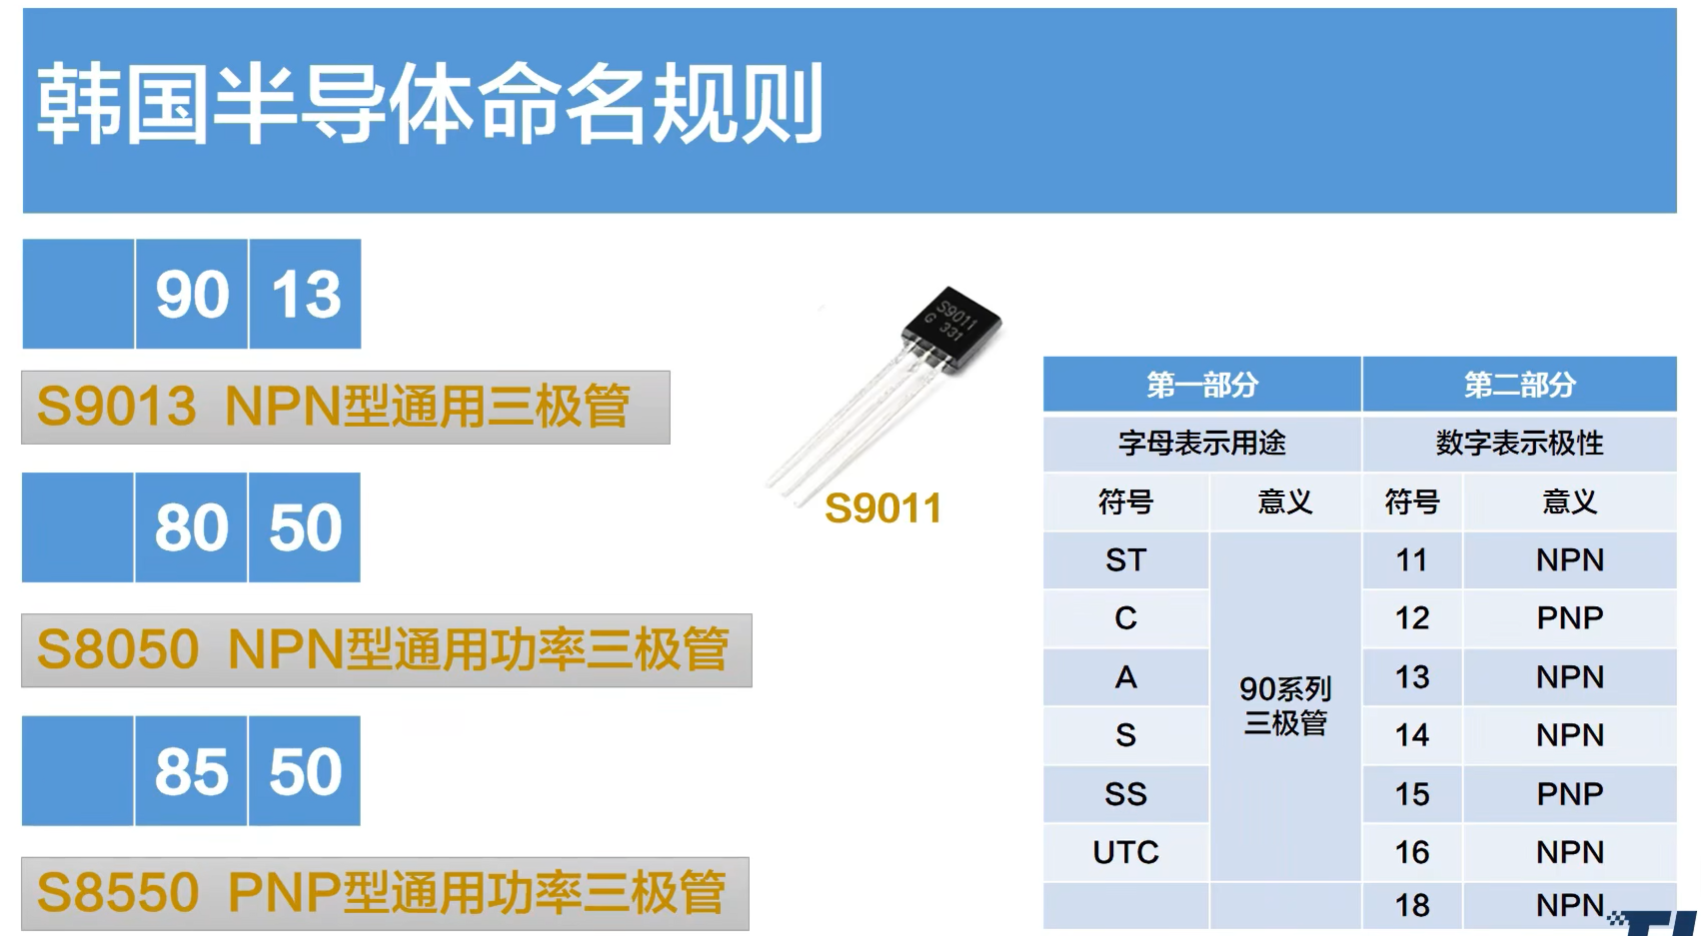 韩国半导体命名规则
90 13
S9013 NPN型通用三极管
80 50
S8050 NPN型通用功率三极管
85 50
S8550 PNP型通用功率三极管
S9011
G 331
S9011
第一部分 第二部分
字母表示用途 数字表示极性
符号 意义 符号 意义
ST 11 NPN
C 12 PNP
A 13 NPN
90系列
三极管
S 14 NPN
SS 15 PNP
UTC 16 NPN
18 NPN